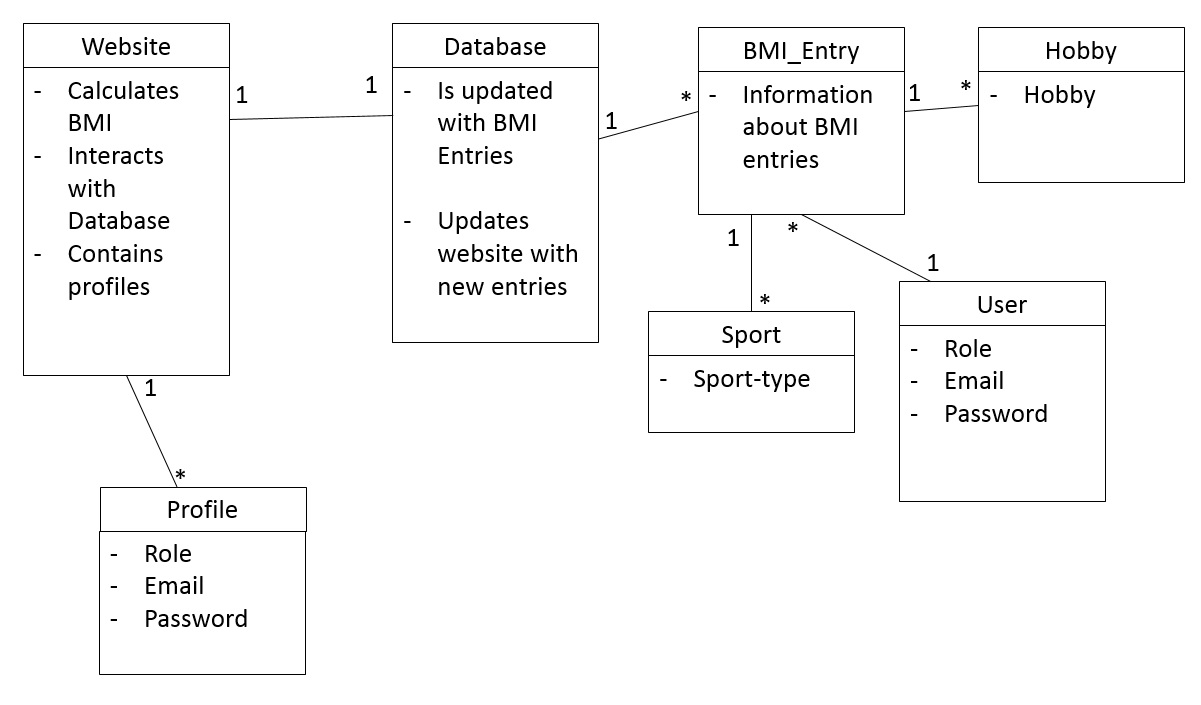 Website
- Calculates
BMI
- Interacts
with
Database
- Contains
profiles
1
1
Database
- Is updated
with BMI
Entries
- Updates
website with
new entries
1
*
BMI_Entry
- Information
about BMI
entries
1
*
Hobby
- Hobby
1
*
Sport
- Sport-type
*
1
User
- Role
- Email
- Password
1
*
Profile
- Role
- Email
- Password